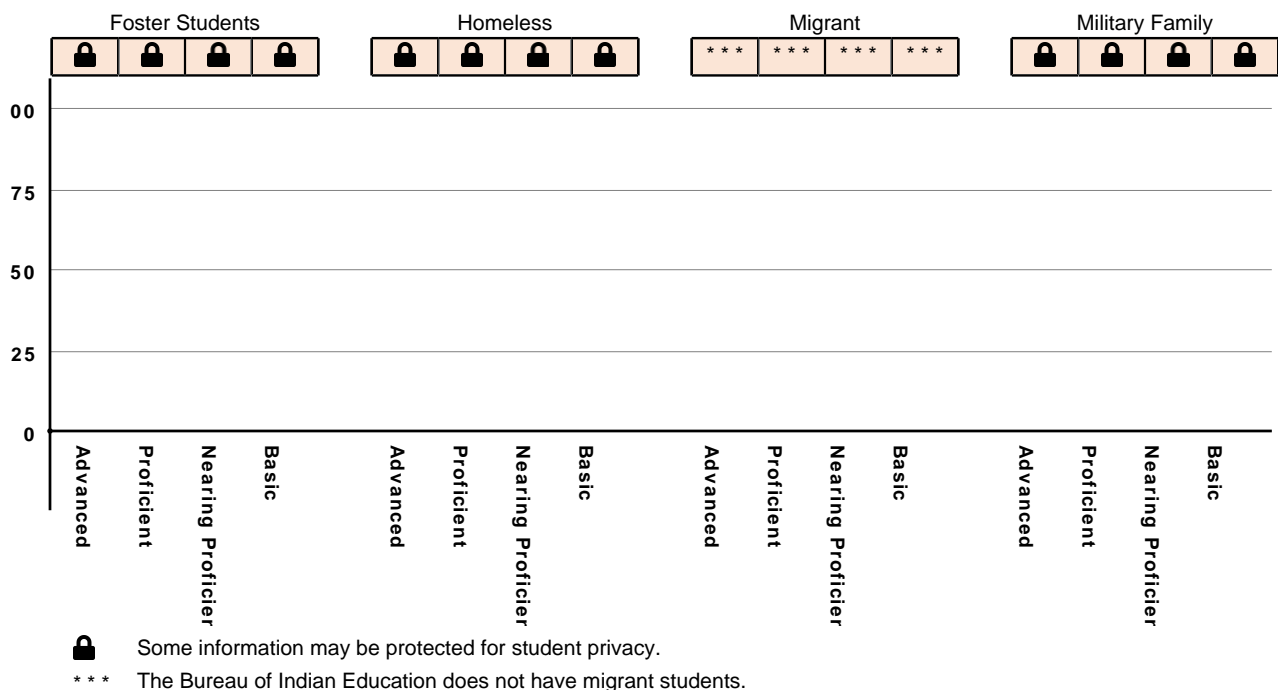 Foster Students Homeless Migrant Military Family
* * * * * * * * * * * *
00
75
50
25
0
Advanced Proficient Nearing Proficier Basic Advanced Proficient Nearing Proficier Basic Advanced Proficient Nearing Proficier Basic Advanced Proficient Nearing Proficier Basic
Some information may be protected for student privacy.
* * * The Bureau of Indian Education does not have migrant students.